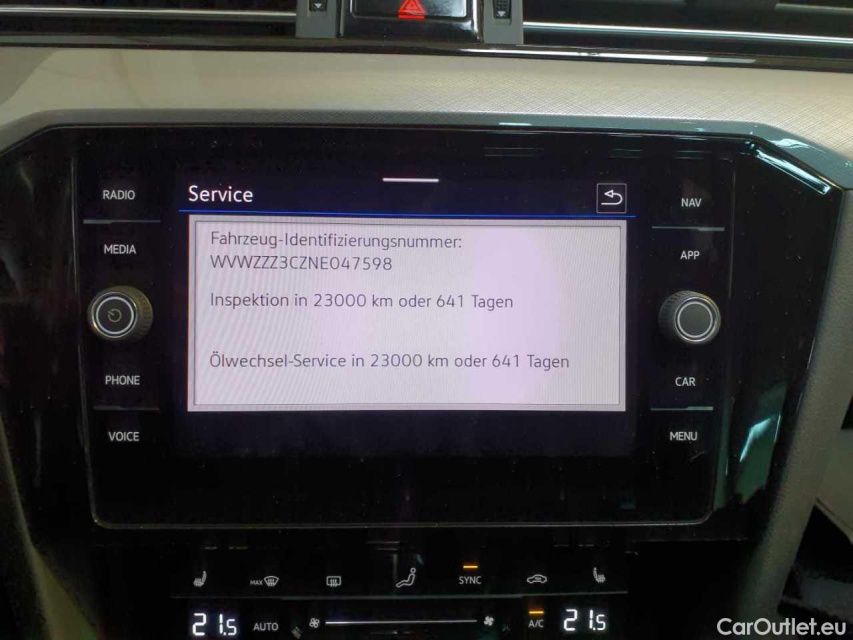 RADIO
MEDIA
PHONE
VOICE
Service
Fahrzeug-Identifizierungsnummer:
WVWZZZ3CZNE047598
Inspektion in 23000 km oder 641 Tagen
Ölwechsel-Service in 23000 km oder 641 Tagen
NAV
APP
CAR
MENU
MAX
SYNC
21.5
AUTO
A/C
21.5
CarOutlet.eu